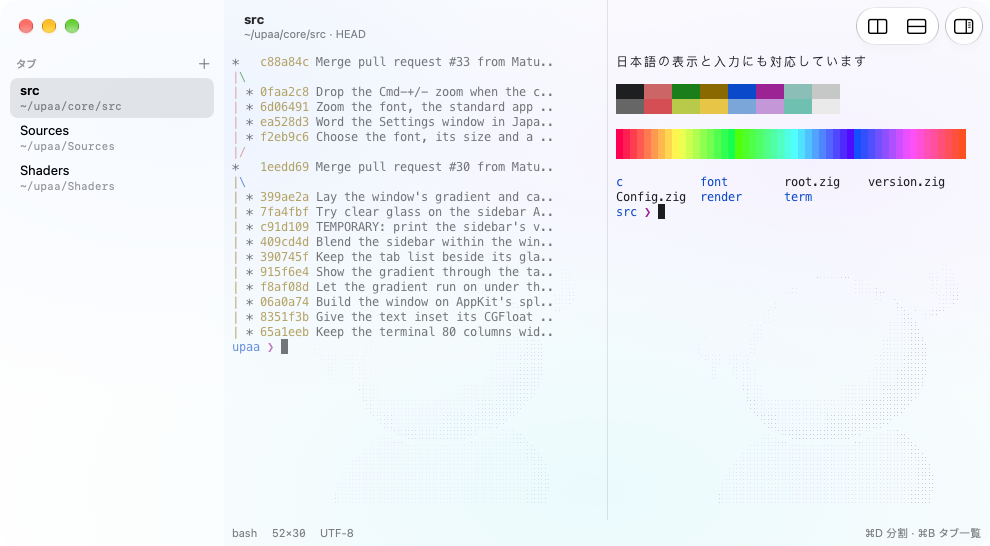 タブ
src
~/upaa/core/src
Sources
~/upaa/Sources
Shaders
~/upaa/Shaders
src
~/upaa/core/src · HEAD
*   c88a84c Merge pull request #33 from Matu..
|\
| * 0faa2c8 Drop the Cmd-+/- zoom when the c..
| * 6d06491 Zoom the font, the standard app ..
| * ea528d3 Word the Settings window in Japa..
| * f2eb9c6 Choose the font, its size and a ..
|/
*   1eedd69 Merge pull request #30 from Matu..
|\
| * 399ae2a Lay the window's gradient and ca..
| * 7fa4fbf Try clear glass on the sidebar A..
| * c91d109 TEMPORARY: print the sidebar's v..
| * 409cd4d Blend the sidebar within the win..
| * 390745f Keep the tab list beside its gla..
| * 915f6e4 Show the gradient through the ta..
| * f8af08d Let the gradient run on under th..
| * 06a0a74 Build the window on AppKit's spl..
| * 8351f3b Give the text inset its CGFloat ..
| * 65a1eeb Keep the terminal 80 columns wid..
upaa ❯
日本語の表示と入力にも対応しています
c font root.zig version.zig
Config.zig render term
src ❯
bash 52×30 UTF-8
⌘D 分割 · ⌘B タブ一覧